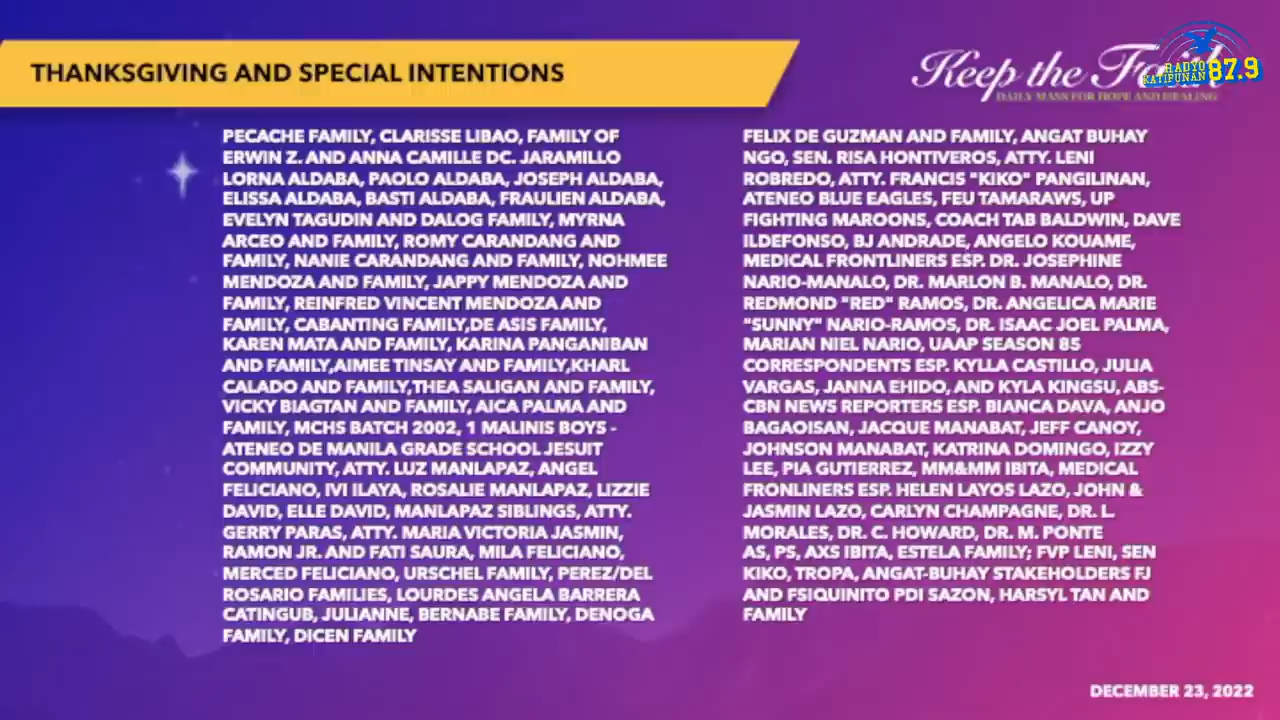 THANKSGIVING AND SPECIAL INTENTIONS
Keep the Faith
DAILY MASS FOR HOPE AND HEALING
RADYO
KATIPUNAN
87.9
PECACHE FAMILY, CLARISSE LIBAO, FAMILY OF
ERWIN Z. AND ANNA CAMILLE DC. JARAMILLO
LORNA ALDABA, PAOLO ALDABA, JOSEPH ALDABA,
ELISSA ALDABA, BASTI ALDABA, FRAULIEN ALDABA,
EVELYN TAGUDIN AND DALOG FAMILY, MYRNA
ARCEO AND FAMILY, ROMY CARANDANG AND
FAMILY, NANIE CARANDANG AND FAMILY, NOHMEE
MENDOZA AND FAMILY, JAPPY MENDOZA AND
FAMILY, REINFRED VINCENT MENDOZA AND
FAMILY, CABANTING FAMILY,DE ASIS FAMILY,
KAREN MATA AND FAMILY, KARINA PANGANIBAN
AND FAMILY,AIMEE TINSAY AND FAMILY,KHARL
CALADO AND FAMILY,THEA SALIGAN AND FAMILY,
VICKY BIAGTAN AND FAMILY, AICA PALMA AND
FAMILY, MCHS BATCH 2002, 1 MALINIS BOYS -
ATENEO DE MANILA GRADE SCHOOL JESUIT
COMMUNITY, ATTY. LUZ MANLAPAZ, ANGEL
FELICIANO, IVI ILAYA, ROSALIE MANLAPAZ, LIZZIE
DAVID, ELLE DAVID, MANLAPAZ SIBLINGS, ATTY.
GERRY PARAS, ATTY. MARIA VICTORIA JASMIN,
RAMON JR. AND FATI SAURA, MILA FELICIANO,
MERCED FELICIANO, URSCHEL FAMILY, PEREZ/DEL
ROSARIO FAMILIES, LOURDES ANGELA BARRERA
CATINGUB, JULIANNE, BERNABE FAMILY, DENOGA
FAMILY, DICEN FAMILY
FELIX DE GUZMAN AND FAMILY, ANGAT BUHAY
NGO, SEN. RISA HONTIVEROS, ATTY. LENI
ROBREDO, ATTY. FRANCIS "KIKO" PANGILINAN,
ATENEO BLUE EAGLES, FEU TAMARAWS, UP
FIGHTING MAROONS, COACH TAB BALDWIN, DAVE
ILDEFONSO, BJ ANDRADE, ANGELO KOUAME,
MEDICAL FRONTLINERS ESP. DR. JOSEPHINE
NARIO-MANALO, DR. MARLON B. MANALO, DR.
REDMOND "RED" RAMOS, DR. ANGELICA MARIE
"SUNNY" NARIO-RAMOS, DR. ISAAC JOEL PALMA,
MARIAN NIEL NARIO, UAAP SEASON 85
CORRESPONDENTS ESP. KYLLA CASTILLO, JULIA
VARGAS, JANNA EHIDO, AND KYLA KINGSU, ABS-
CBN NEWS REPORTERS ESP. BIANCA DAVA, ANJO
BAGAOISAN, JACQUE MANABAT, JEFF CANOY,
JOHNSON MANABAT, KATRINA DOMINGO, IZZY
LEE, PIA GUTIERREZ, MM&MM IBITA, MEDICAL
FRONLINERS ESP. HELEN LAYOS LAZO, JOHN &
JASMIN LAZO, CARLYN CHAMPAGNE, DR. L.
MORALES, DR. C. HOWARD, DR. M. PONTE
AS, PS, AXS IBITA, ESTELA FAMILY; FVP LENI, SEN
KIKO, TROPA, ANGAT-BUHAY STAKEHOLDERS FJ
AND FSIQUINITO PDI SAZON, HARSYL TAN AND
FAMILY
DECEMBER 23, 2022